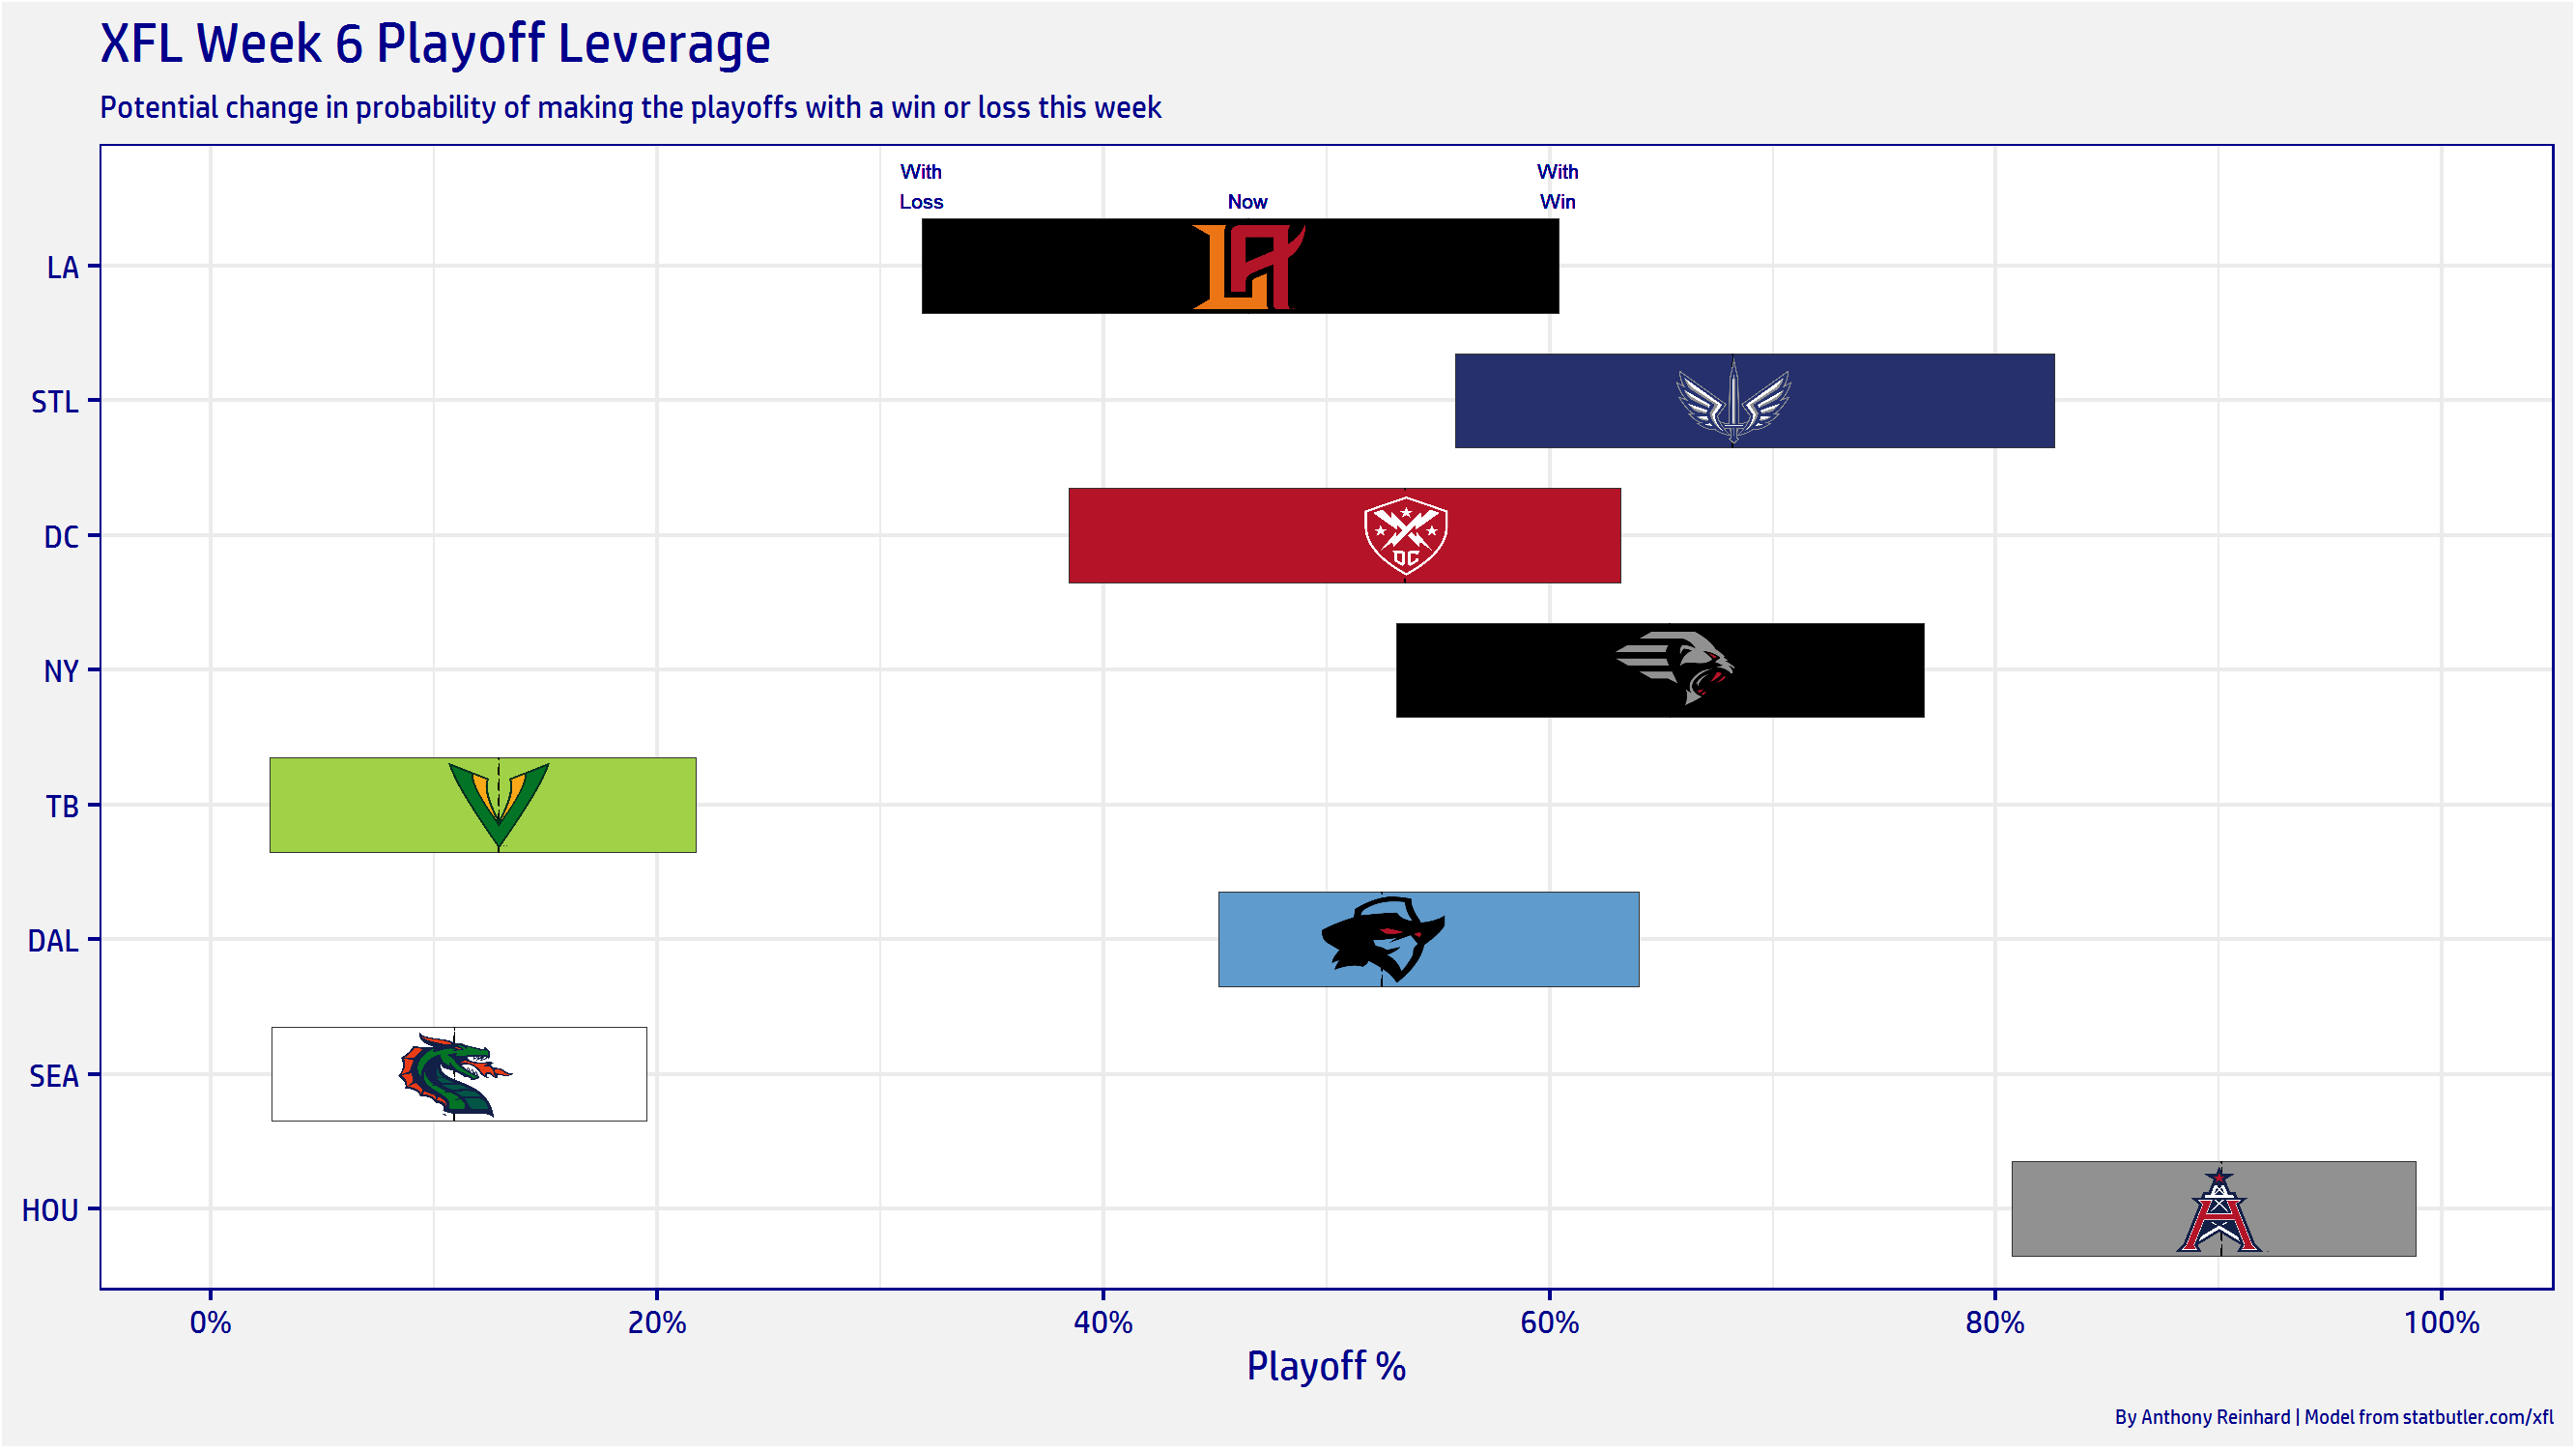 XFL Week 6 Playoff Leverage
Potential change in probability of making the playoffs with a win or loss this week
With
Loss
Now
With
Win
LA
LA
STL
DC
DC
NY
TB
DAL
SEA
HOU
0%
20%
40%
60%
80%
100%
Playoff %
By Anthony Reinhard | Model from statbutler.com/xfl